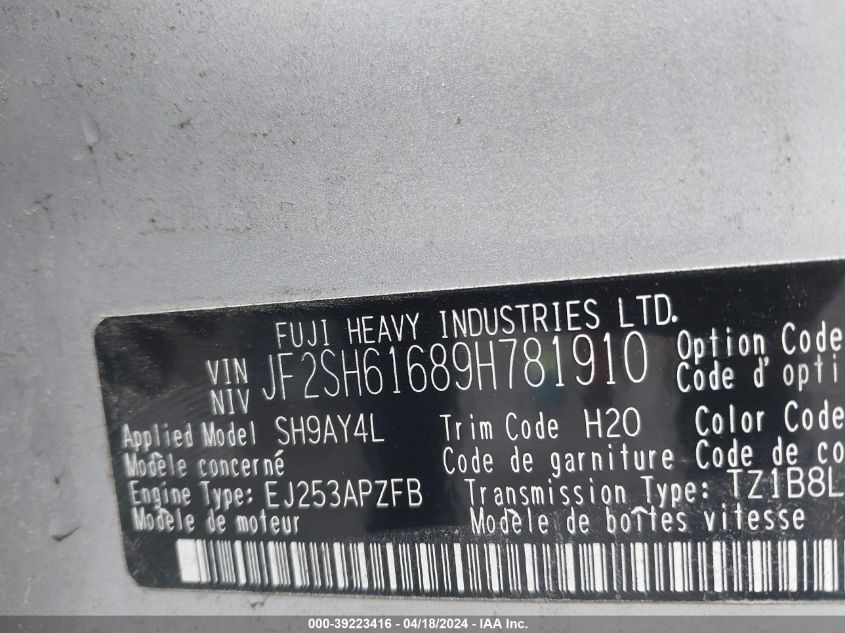 FUJI HEAVY INDUSTRIES LTD.
VIN NIV JF2SH61689H781910 Option Code
Code d'opti
Applied Model SH9AY4L Trim Code H20 Color Code
Modèle concerné Code de garniture Code de co
Engine Type: EJ253APZFB Transmission Type: TZ1B8L
Modèle de moteur Modèle de boîtes vitesse
000-39223416 - 04/18/2024 - IAA Inc.